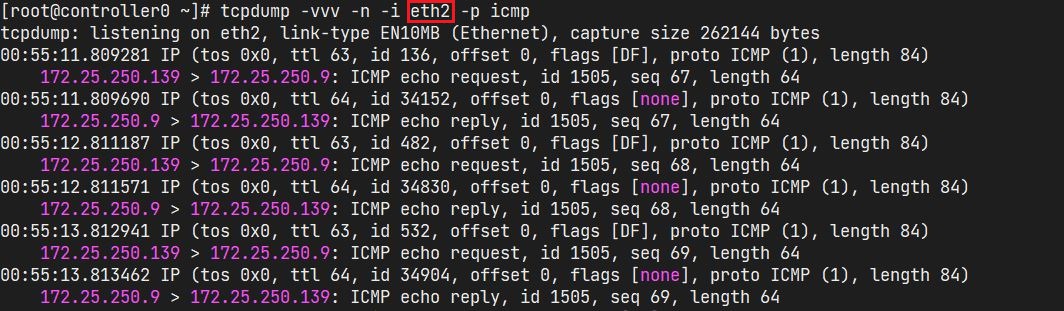 [root@controller0 ~]# tcpdump -vvv -n -i eth2 -p icmp
tcpdump: listening on eth2, link-type EN10MB (Ethernet), capture size 262144 bytes
00:55:11.809281 IP (tos 0x0, ttl 63, id 136, offset 0, flags [DF], proto ICMP (1), length 84)
    172.25.250.139 > 172.25.250.9: ICMP echo request, id 1505, seq 67, length 64
00:55:11.809690 IP (tos 0x0, ttl 64, id 34152, offset 0, flags [none], proto ICMP (1), length 84)
    172.25.250.9 > 172.25.250.139: ICMP echo reply, id 1505, seq 67, length 64
00:55:12.811187 IP (tos 0x0, ttl 63, id 482, offset 0, flags [DF], proto ICMP (1), length 84)
    172.25.250.139 > 172.25.250.9: ICMP echo request, id 1505, seq 68, length 64
00:55:12.811571 IP (tos 0x0, ttl 64, id 34830, offset 0, flags [none], proto ICMP (1), length 84)
    172.25.250.9 > 172.25.250.139: ICMP echo reply, id 1505, seq 68, length 64
00:55:13.812941 IP (tos 0x0, ttl 63, id 532, offset 0, flags [DF], proto ICMP (1), length 84)
    172.25.250.139 > 172.25.250.9: ICMP echo request, id 1505, seq 69, length 64
00:55:13.813462 IP (tos 0x0, ttl 64, id 34904, offset 0, flags [none], proto ICMP (1), length 84)
    172.25.250.9 > 172.25.250.139: ICMP echo reply, id 1505, seq 69, length 64